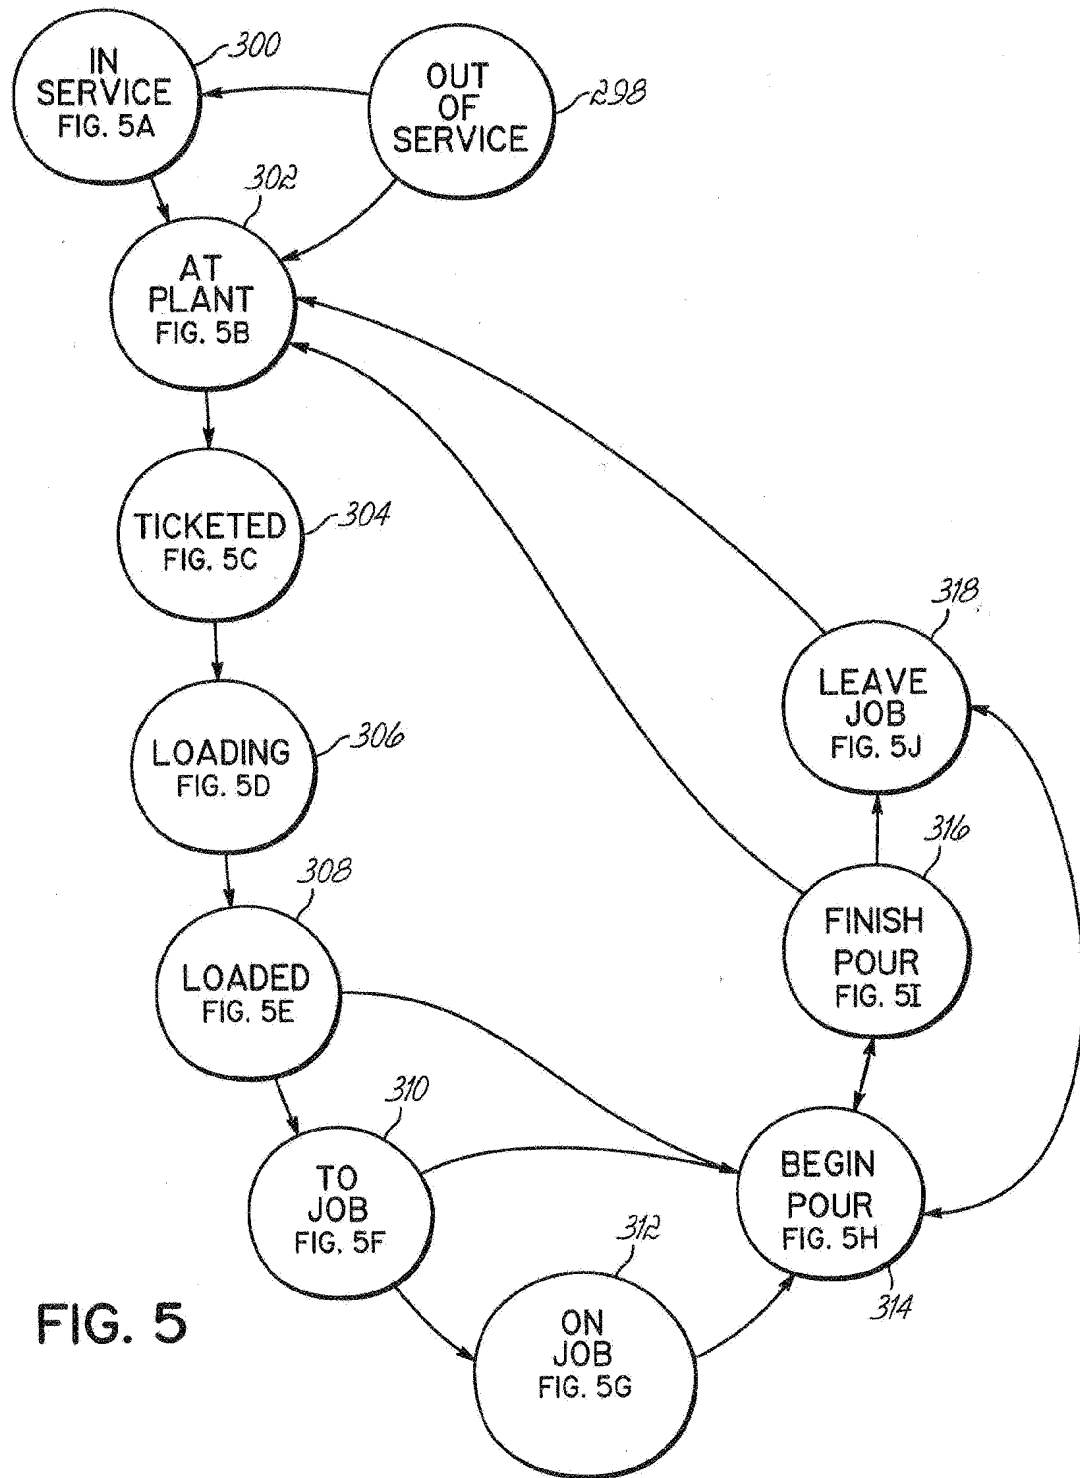 IN
SERVICE
FIG. 5A
300
OUT
OF
SERVICE
298
302
AT
PLANT
FIG. 5B
TICKETED
FIG. 5C
304
LOADING
FIG. 5D
306
308
LOADED
FIG. 5E
310
TO
JOB
FIG. 5F
312
ON
JOB
FIG. 5G
318
LEAVE
JOB
FIG. 5J
316
FINISH
POUR
FIG. 5I
BEGIN
POUR
FIG. 5H
314
FIG. 5